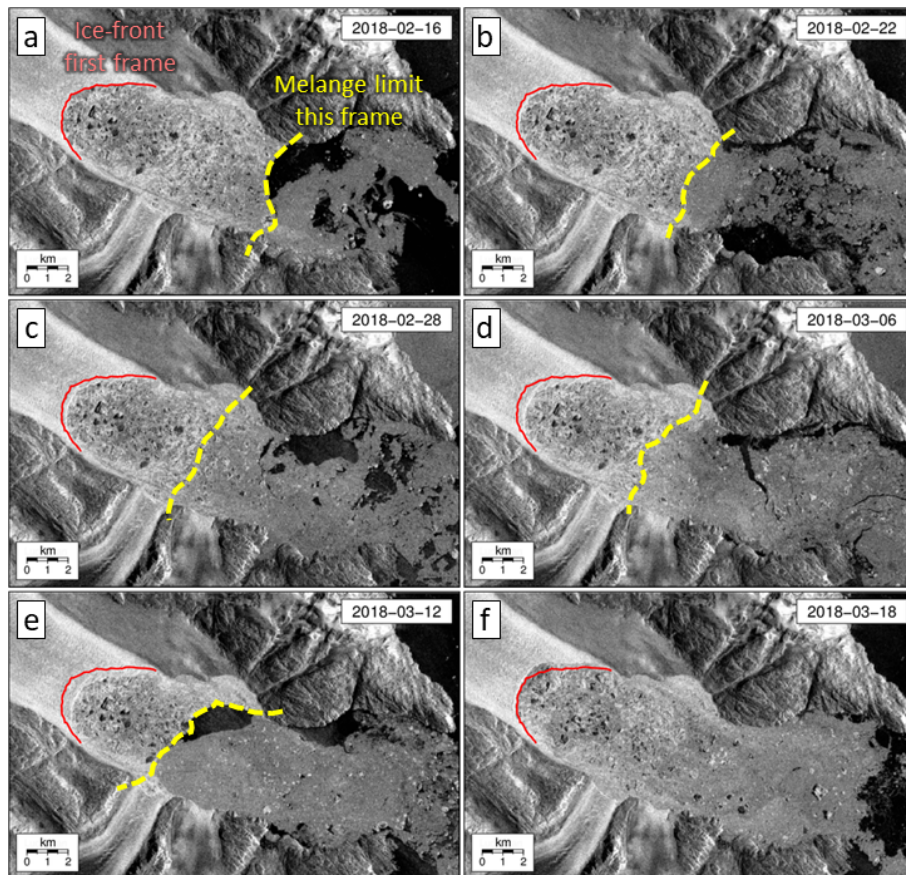 a
Ice-front
first frame
2018-02-16
Melange limit
this frame
km
0 1 2
b
2018-02-22
km
0 1 2
c
2018-02-28
km
0 1 2
d
2018-03-06
km
0 1 2
e
2018-03-12
km
0 1 2
f
2018-03-18
km
0 1 2